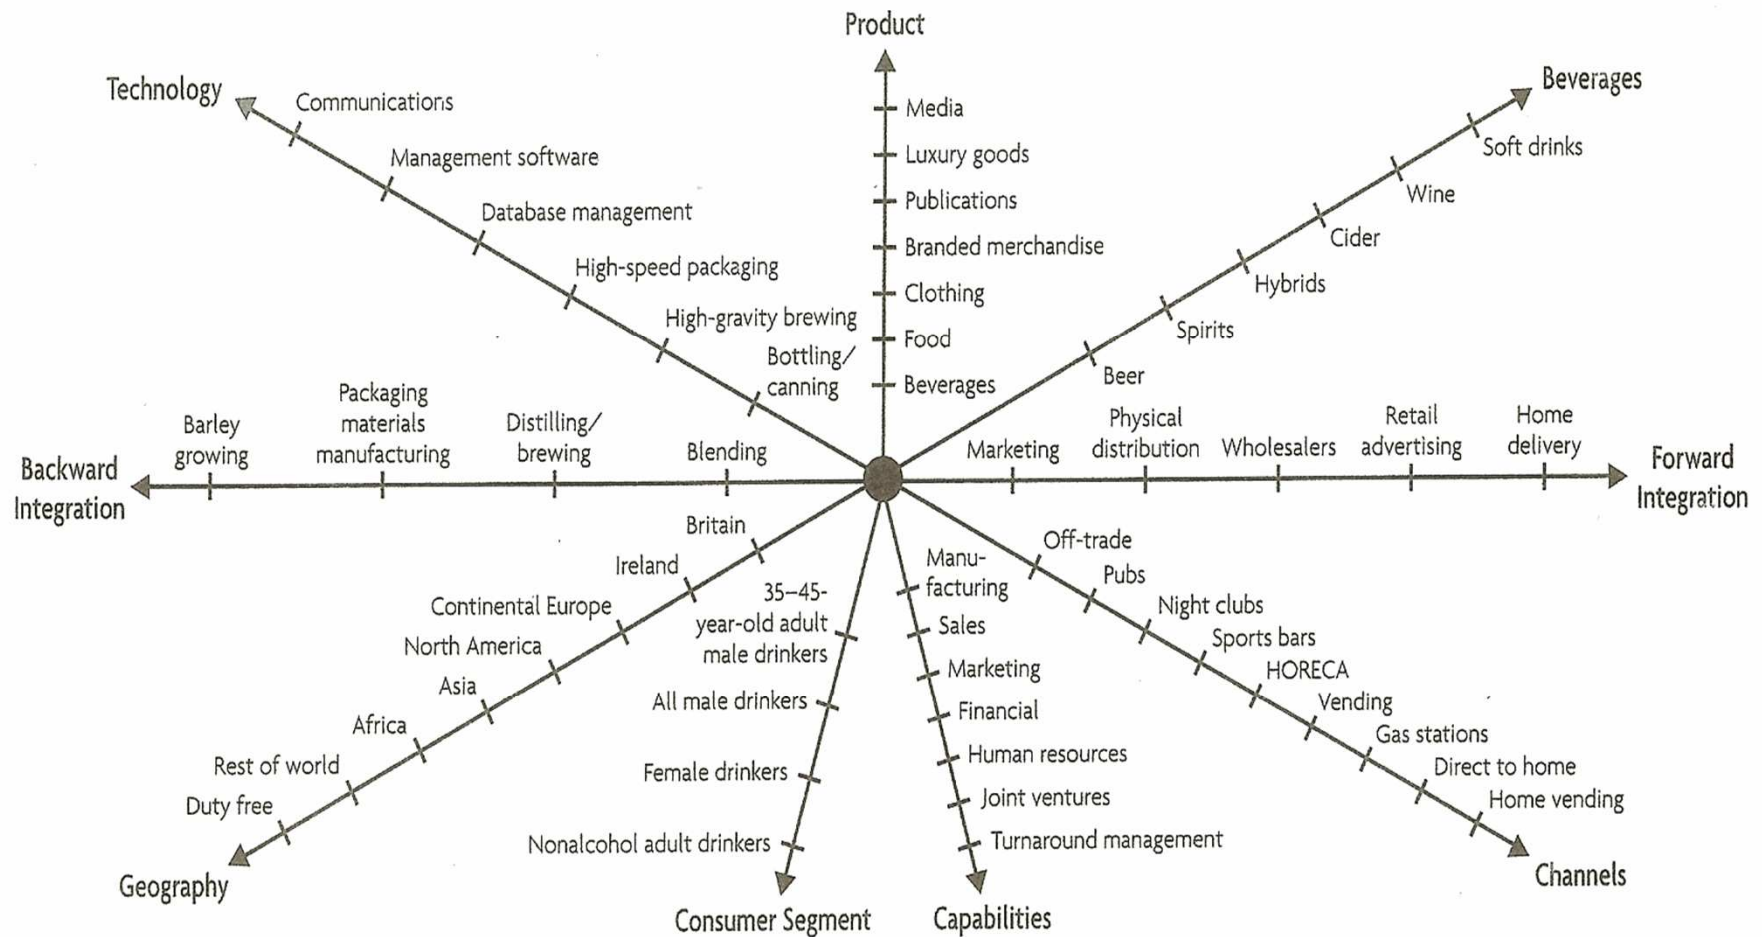 Product
Media
Luxury goods
Publications
Branded merchandise
Clothing
Food
Beverages
Beverages
Soft drinks
Wine
Cider
Hybrids
Spirits
Beer
Technology
Communications
Management software
Database management
High-speed packaging
High-gravity brewing
Bottling/
canning
Backward
Integration
Barley
growing
Packaging
materials
manufacturing
Distilling/
brewing
Blending
Marketing
Physical
distribution
Wholesalers
Retail
advertising
Home
delivery
Forward
Integration
Britain
Ireland
Continental Europe
North America
Asia
Africa
Rest of world
Duty free
Geography
35–45-
year-old adult
male drinkers
All male drinkers
Female drinkers
Nonalcohol adult drinkers
Consumer Segment
Manu-
facturing
Sales
Marketing
Financial
Human resources
Joint ventures
Turnaround management
Capabilities
Off-trade
Pubs
Night clubs
Sports bars
HORECA
Vending
Gas stations
Direct to home
Home vending
Channels